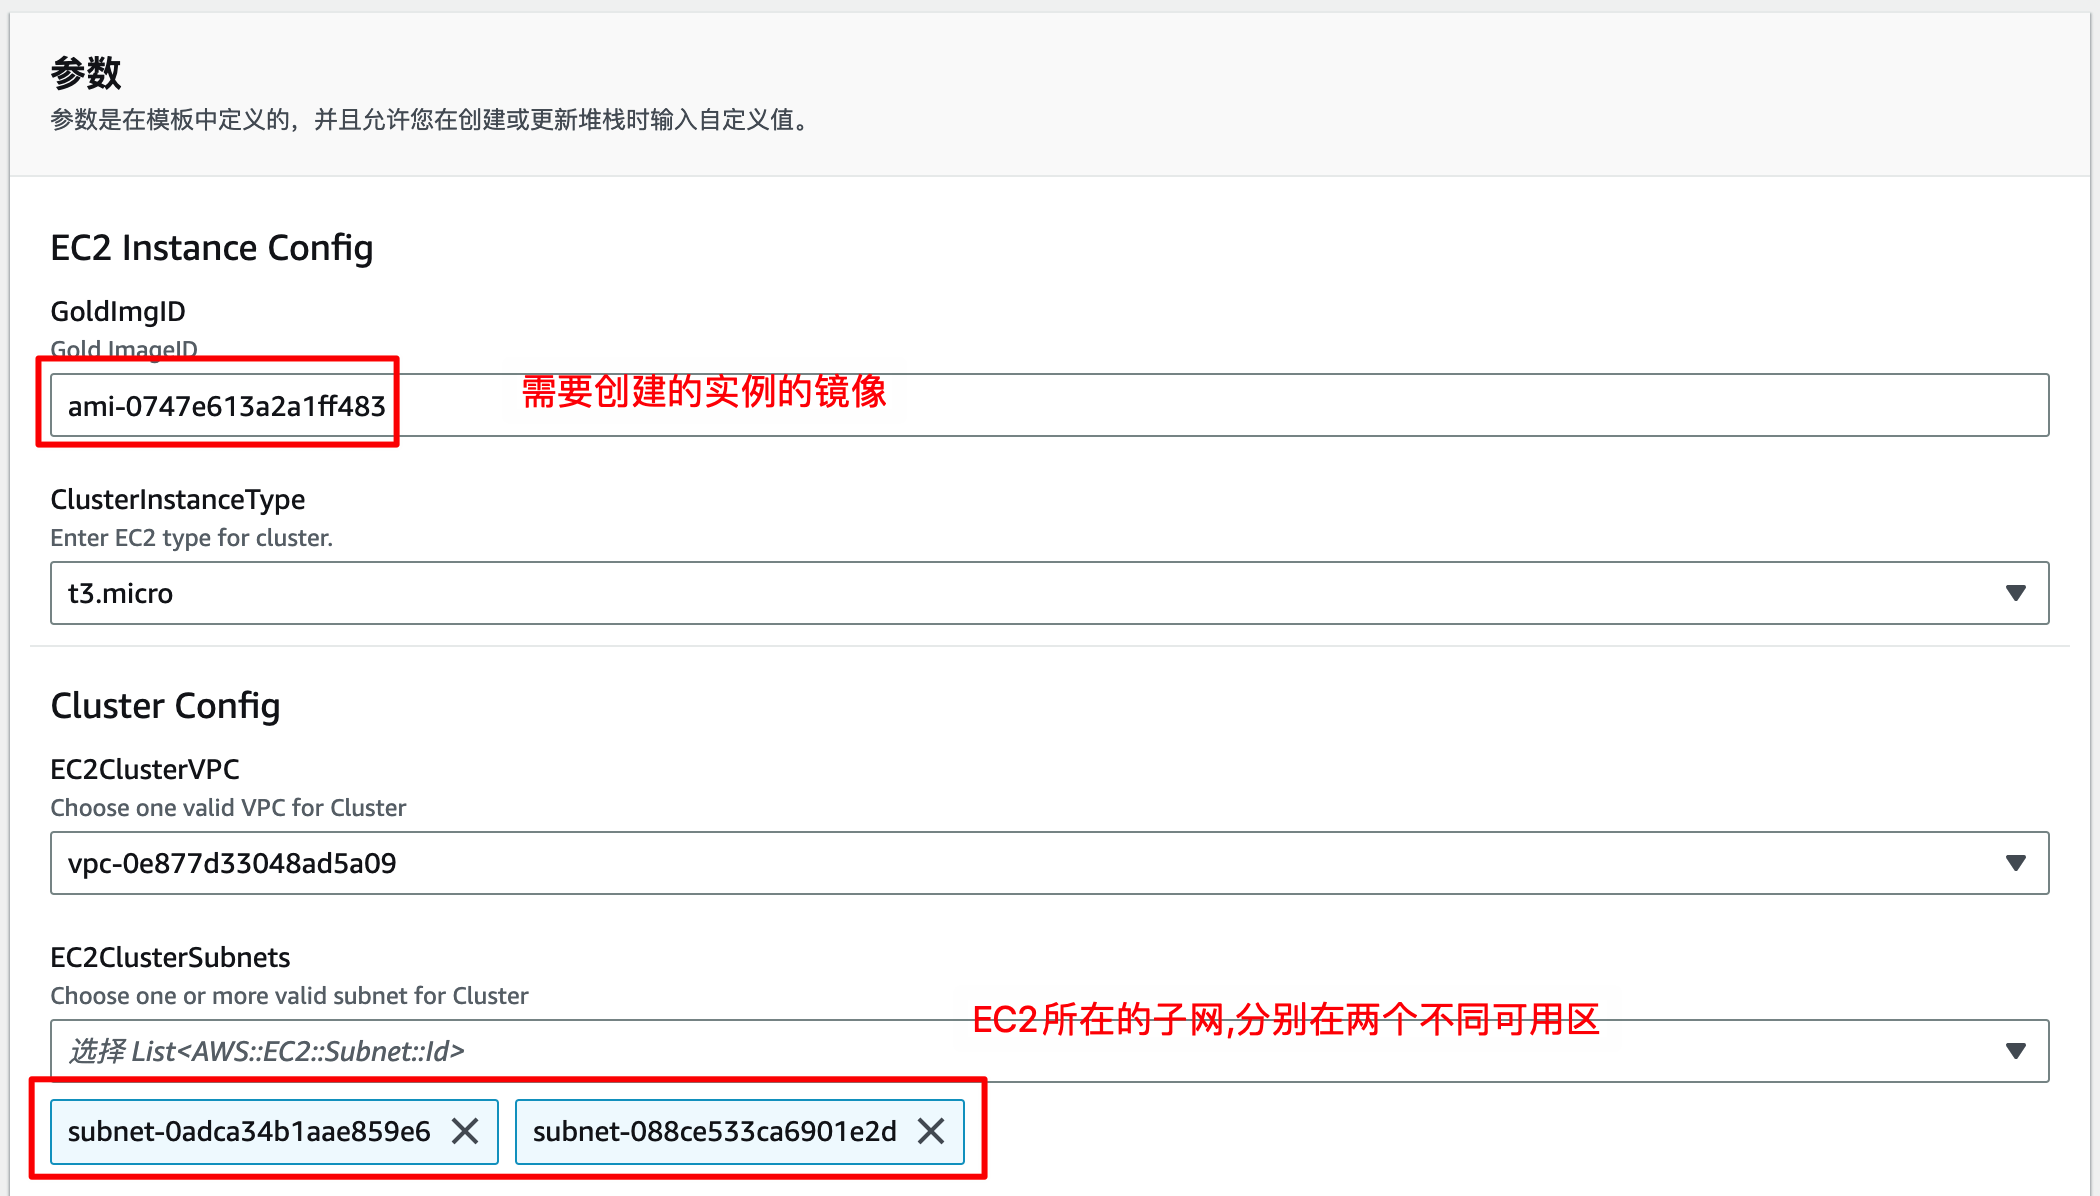 参数
参数是在模板中定义的，并且允许您在创建或更新堆栈时输入自定义值。
EC2 Instance Config
GoldImgID
Gold ImageID
ami-0747e613a2a1ff483
需要创建的实例的镜像
ClusterInstanceType
Enter EC2 type for cluster.
t3.micro
Cluster Config
EC2ClusterVPC
Choose one valid VPC for Cluster
vpc-0e877d33048ad5a09
EC2ClusterSubnets
Choose one or more valid subnet for Cluster
EC2所在的子网,分别在两个不同可用区
选择 List<AWS::EC2::Subnet::Id>
subnet-0adca34b1aae859e6 subnet-088ce533ca6901e2d